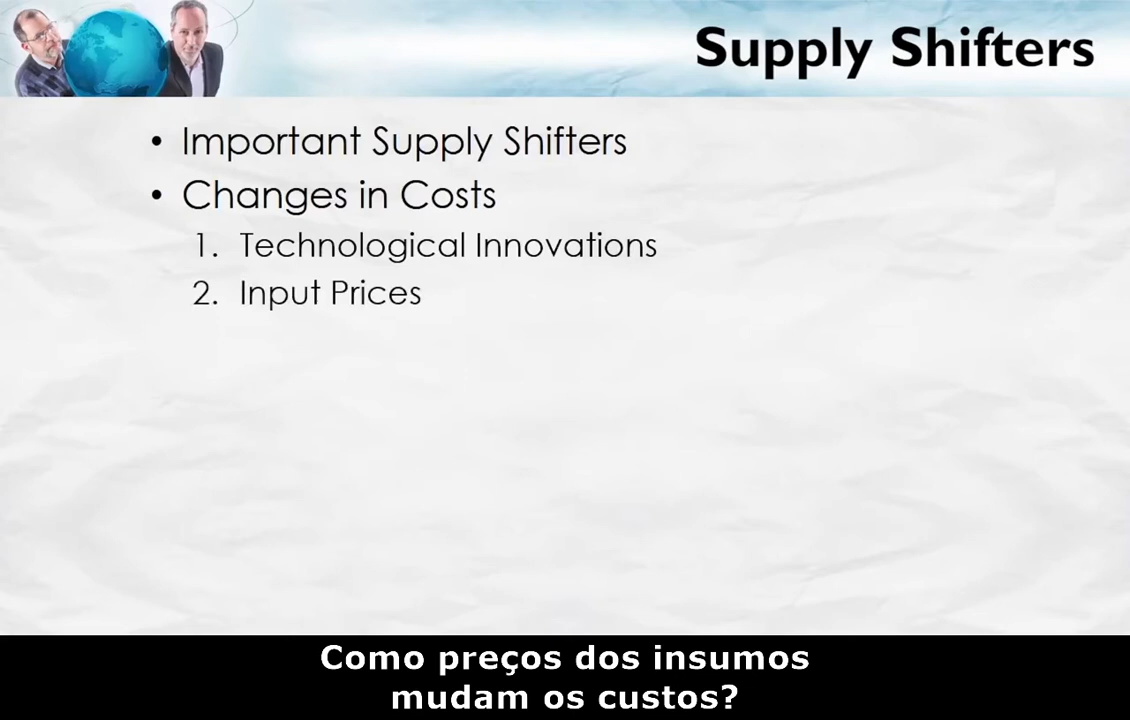 Supply Shifters
• Important Supply Shifters
• Changes in Costs
1. Technological Innovations
2. Input Prices
Como preços dos insumos
mudam os custos?